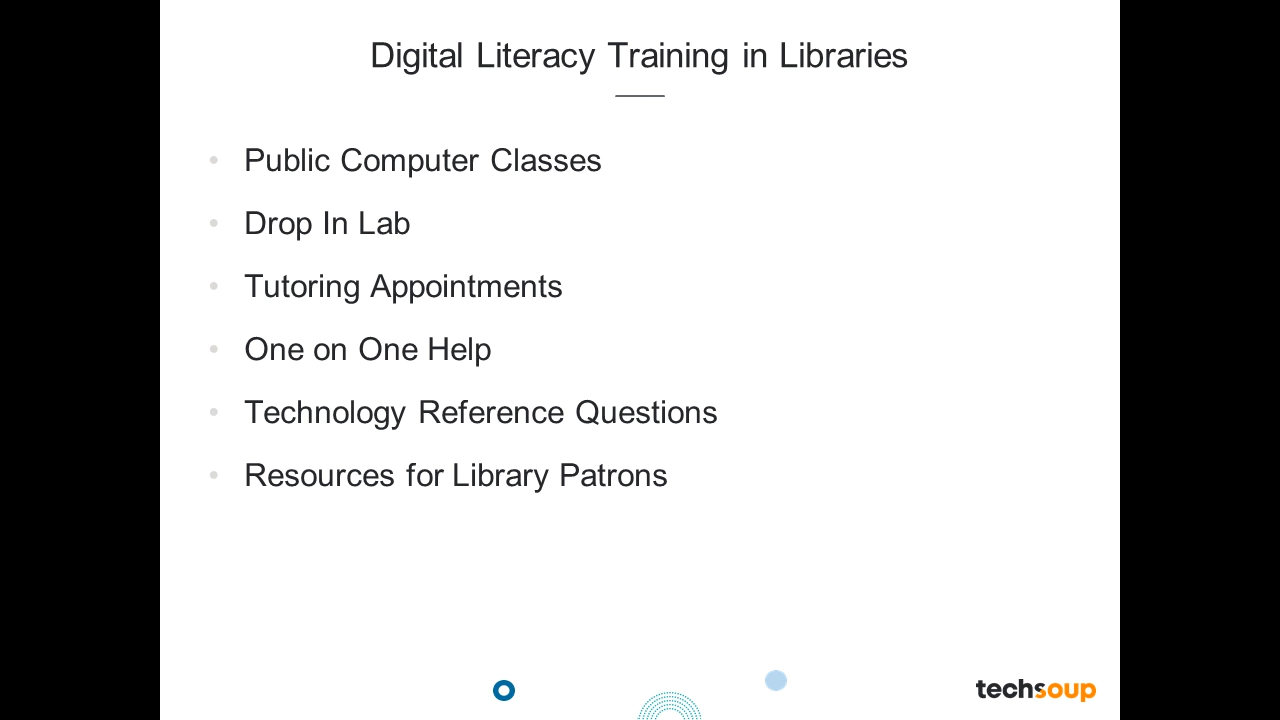 Digital Literacy Training in Libraries
Public Computer Classes
Drop In Lab
Tutoring Appointments
One on One Help
Technology Reference Questions
Resources for Library Patrons
techsoup